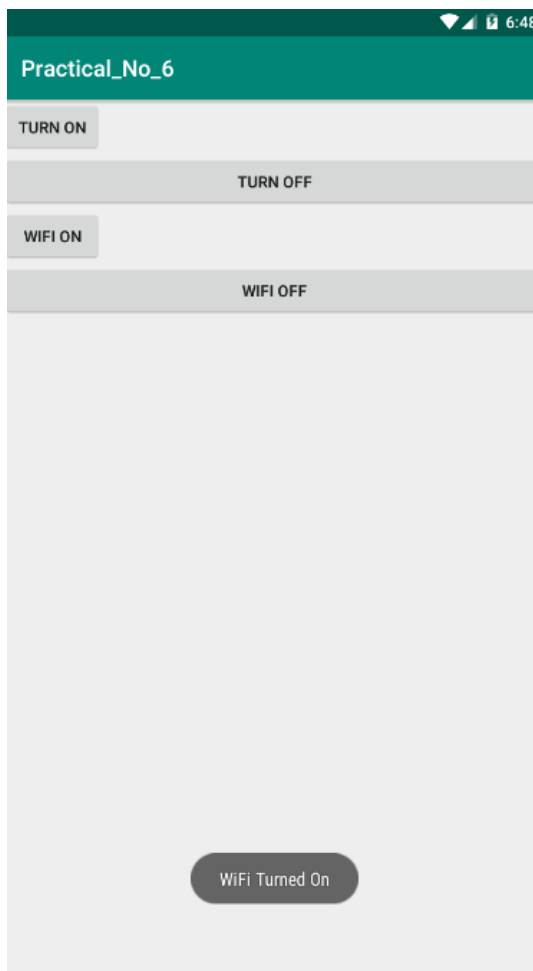 6:48
Practical_No_6
TURN ON
TURN OFF
WIFI ON
WIFI OFF
WiFi Turned On